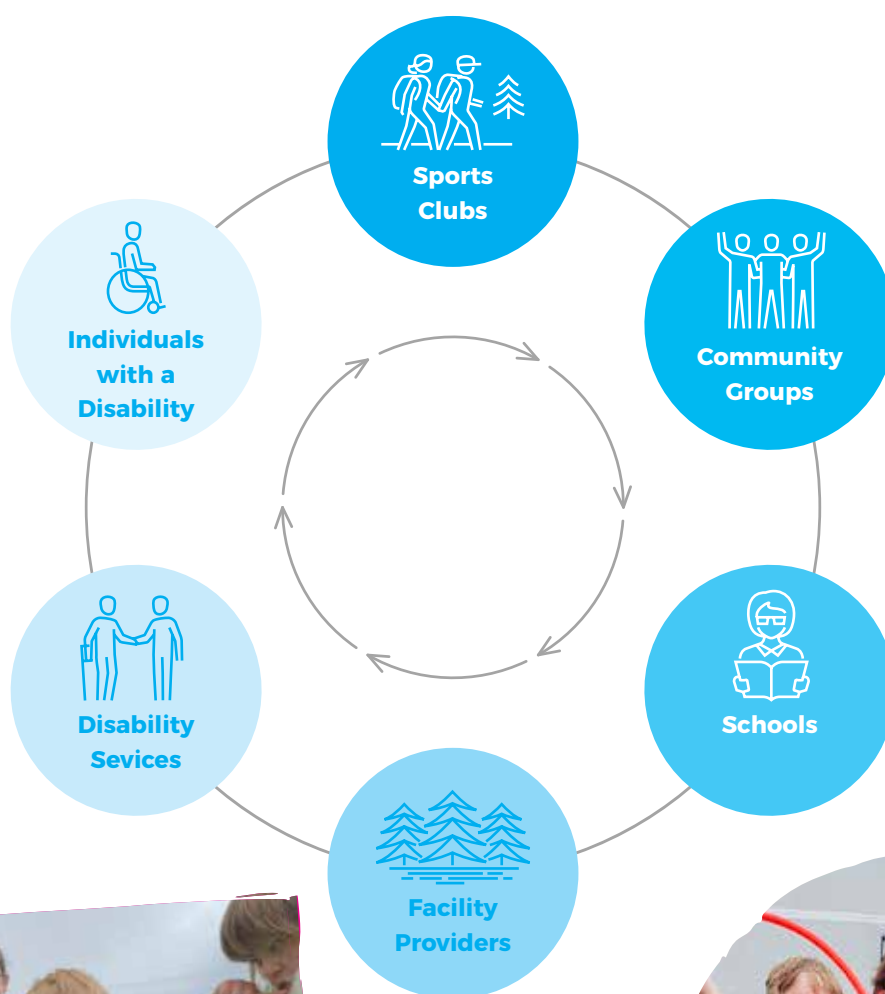 Sports
Clubs
Community
Groups
Schools
Facility
Providers
Disability
Sevices
Individuals
with a
Disability